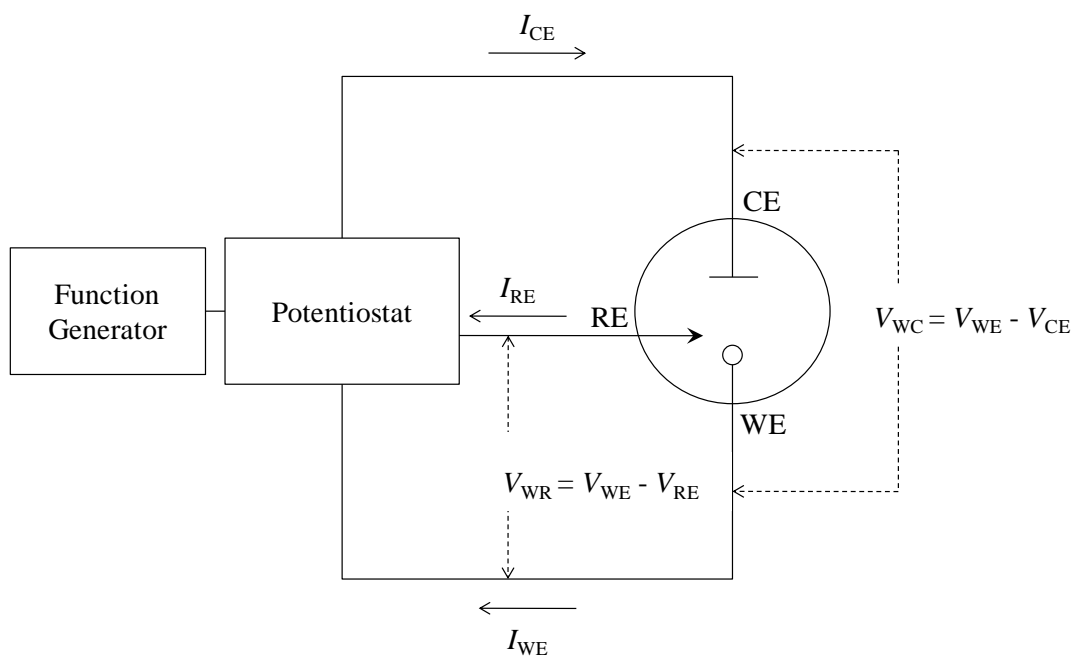 I_CE
CE
Function
Generator
Potentiostat
I_RE
RE
V_WC = V_WE - V_CE
WE
V_WR = V_WE - V_RE
I_WE